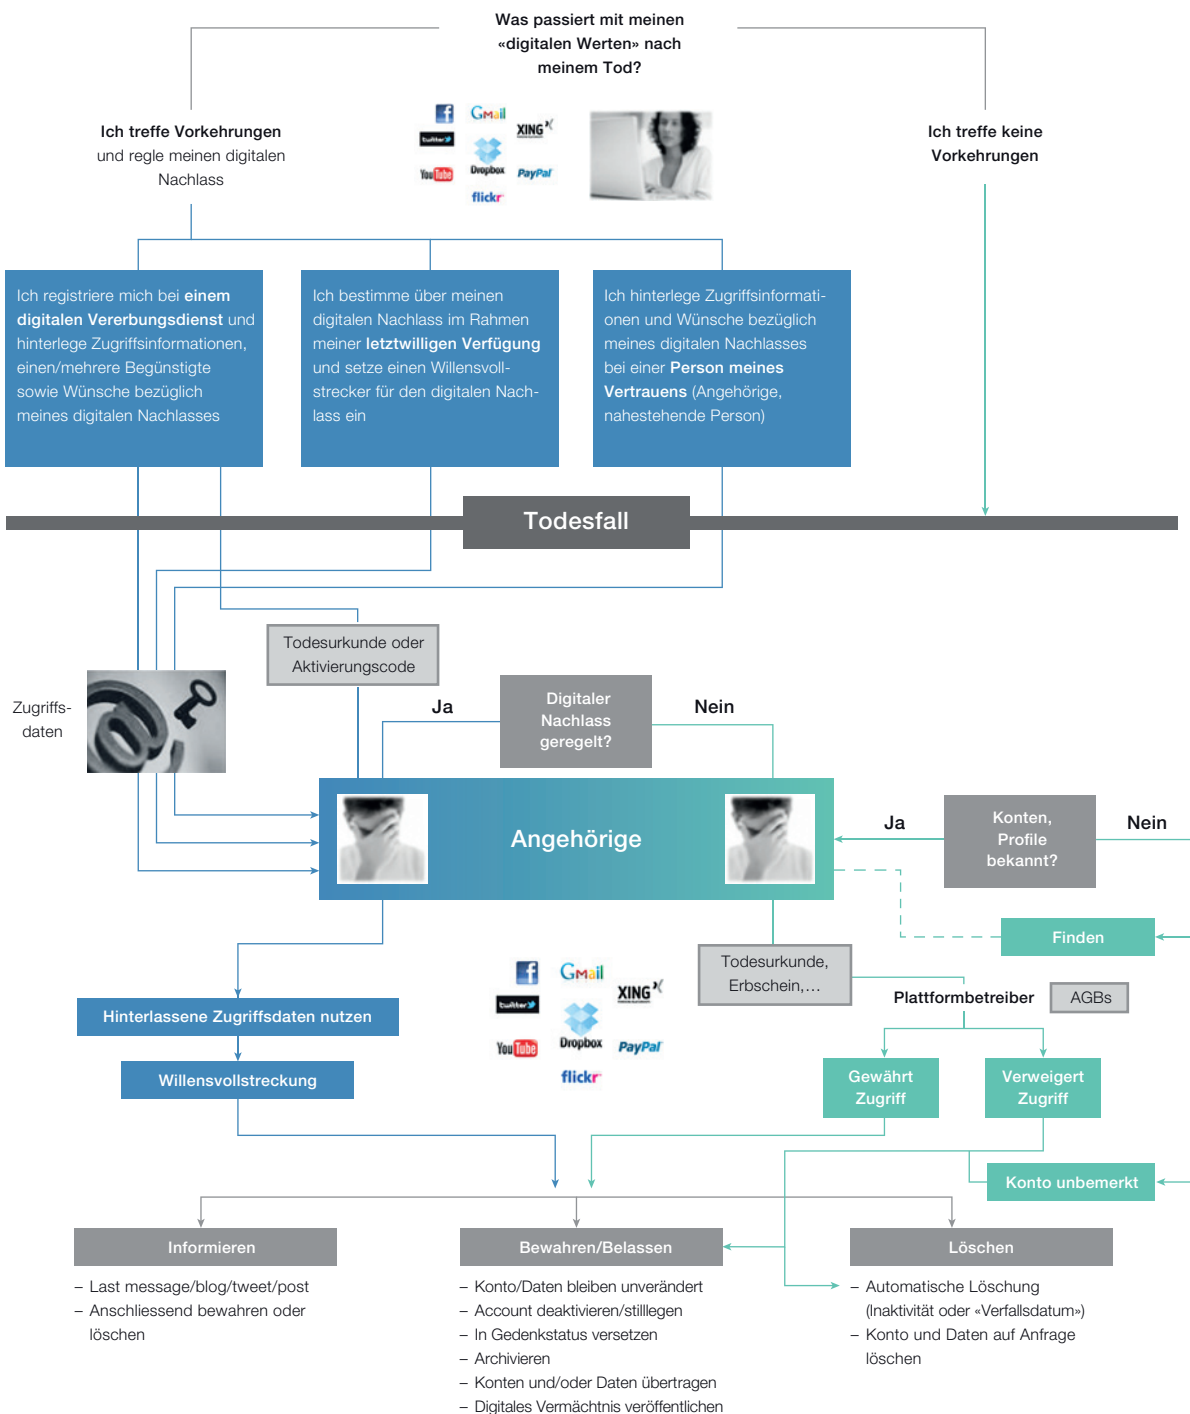 Was passiert mit meinen
«digitalen Werten» nach
meinem Tod?
Ich treffe Vorkehrungen
und regle meinen digitalen
Nachlass
f
GMail
twitter
XING
YouTube
Dropbox
PayPal
flickr
Ich treffe keine
Vorkehrungen
Ich registriere mich bei einem
digitalen Vererbungsdienst und
hinterlege Zugriffsinformationen,
einen/mehrere Begünstigte
sowie Wünsche bezüglich
meines digitalen Nachlasses
Ich bestimme über meinen
digitalen Nachlass im Rahmen
meiner letztwilligen Verfügung
und setze einen Willensvoll-
strecker für den digitalen Nach-
lass ein
Ich hinterlege Zugriffsinformati-
onen und Wünsche bezüglich
meines digitalen Nachlasses
bei einer Person meines
Vertrauens (Angehörige,
nahestehende Person)
Todesfall
Todesurkunde oder
Aktivierungscode
Zugriffs-
daten
@
Ja
Digitaler
Nachlass
geregelt?
Nein
Angehörige
Ja
Konten,
Profile
bekannt?
Nein
Finden
Todesurkunde,
Erbschein,…
Plattformbetreiber
AGBs
f
GMail
twitter
XING
YouTube
Dropbox
PayPal
flickr
Hinterlassene Zugriffsdaten nutzen
Willensvollstreckung
Gewährt
Zugriff
Verweigert
Zugriff
Konto unbemerkt
Informieren
– Last message/blog/tweet/post
– Anschliessend bewahren oder
löschen
Bewahren/Belassen
– Konto/Daten bleiben unverändert
– Account deaktivieren/stilllegen
– In Gedenkstatus versetzen
– Archivieren
– Konten und/oder Daten übertragen
– Digitales Vermächtnis veröffentlichen
Löschen
– Automatische Löschung
(Inaktivität oder «Verfallsdatum»)
– Konto und Daten auf Anfrage
löschen